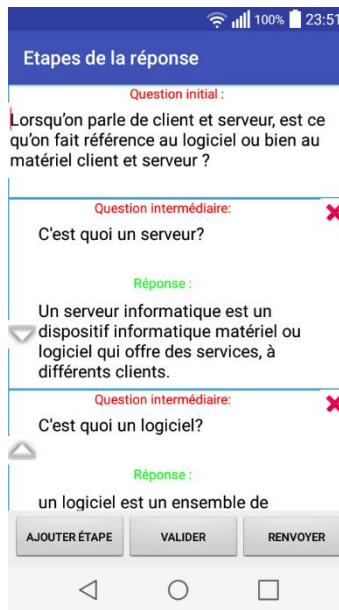 100% 23:51
Etapes de la réponse
Question initial :
Lorsqu'on parle de client et serveur, est ce
qu'on fait référence au logiciel ou bien au
matériel client et serveur ?
Question intermédiaire:
C'est quoi un serveur?
Réponse :
Un serveur informatique est un
dispositif informatique matériel ou
logiciel qui offre des services, à
différents clients.
Question intermédiaire:
C'est quoi un logiciel?
Réponse :
un logiciel est un ensemble de
AJOUTER ÉTAPE VALIDER RENVOYER